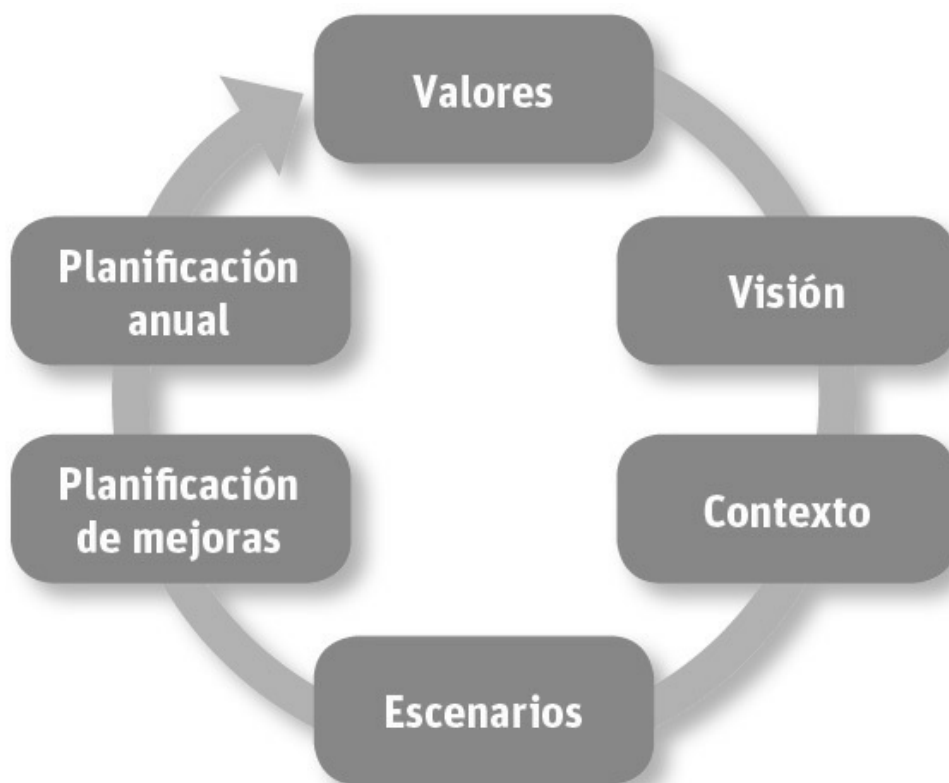 Valores
Visión
Contexto
Escenarios
Planificación
de mejoras
Planificación
anual